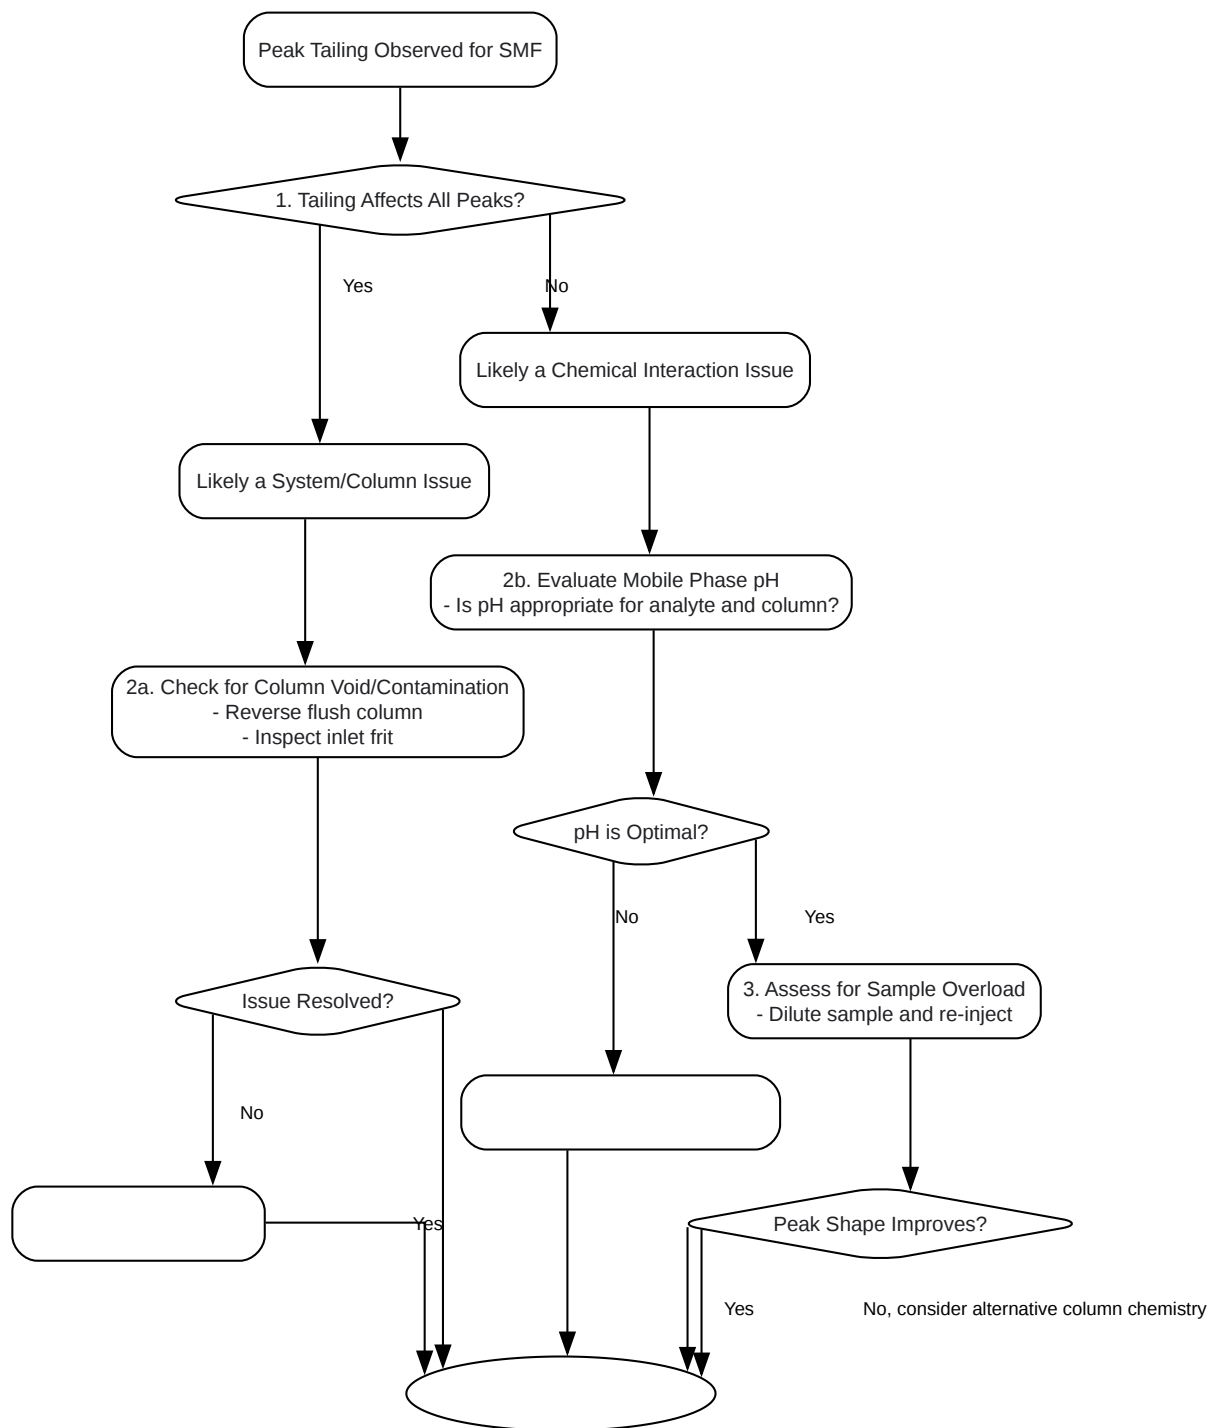 Peak Tailing Observed for SMF
1. Tailing Affects All Peaks?
Yes
No
Likely a Chemical Interaction Issue
Likely a System/Column Issue
2b. Evaluate Mobile Phase pH
- Is pH appropriate for analyte and column?
2a. Check for Column Void/Contamination
- Reverse flush column
- Inspect inlet frit
pH is Optimal?
No
Yes
Issue Resolved?
3. Assess for Sample Overload
- Dilute sample and re-inject
No
Yes
Peak Shape Improves?
Yes
No, consider alternative column chemistry